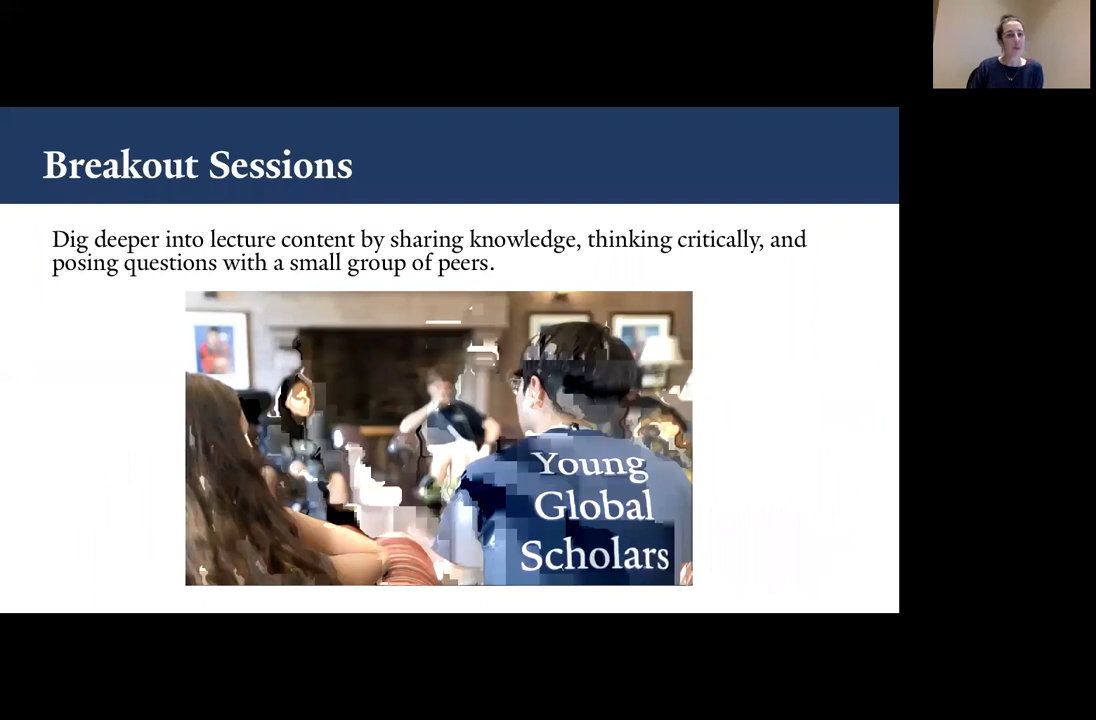 Breakout Sessions
Dig deeper into lecture content by sharing knowledge, thinking critically, and
posing questions with a small group of peers.
Young
Global
Scholars